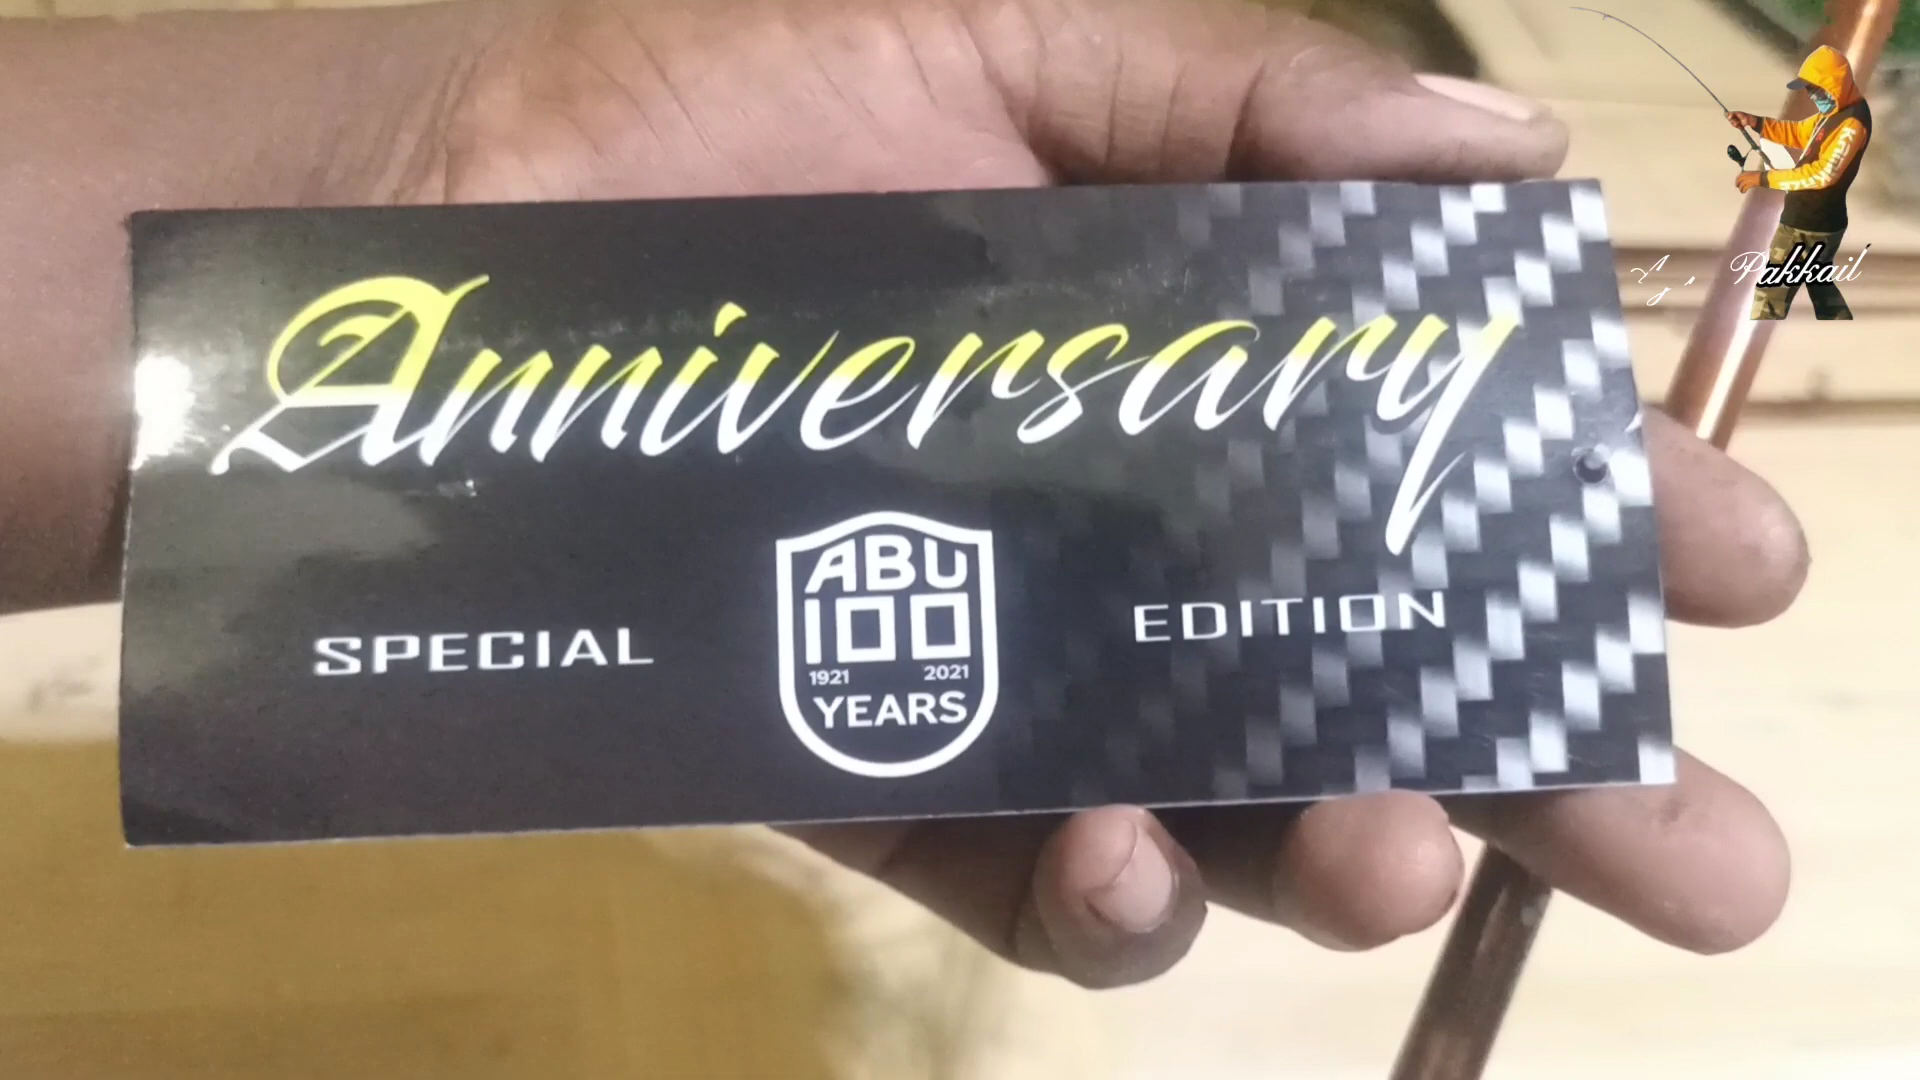 Anniversary
SPECIAL
ABU
100
1921 2021
YEARS
EDITION
Pakkail